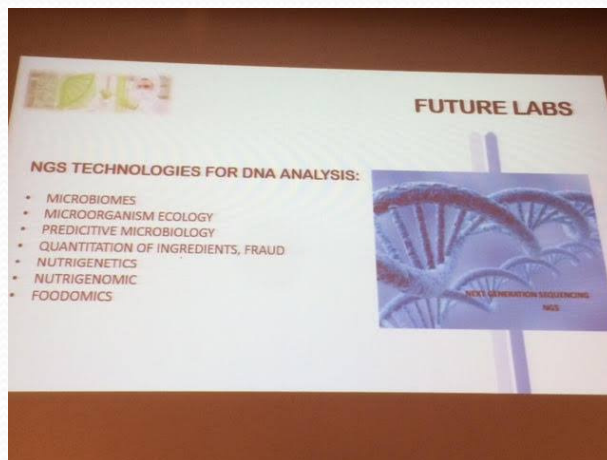 FUTURE LABS
NGS TECHNOLOGIES FOR DNA ANALYSIS:
• MICROBIOMES
• MICROORGANISM ECOLOGY
• PREDICITIVE MICROBIOLOGY
• QUANTITATION OF INGREDIENTS, FRAUD
• NUTRIGENETICS
• NUTRIGENOMIC
• FOODOMICS
NEXT GENERATION SEQUENCING
NGS